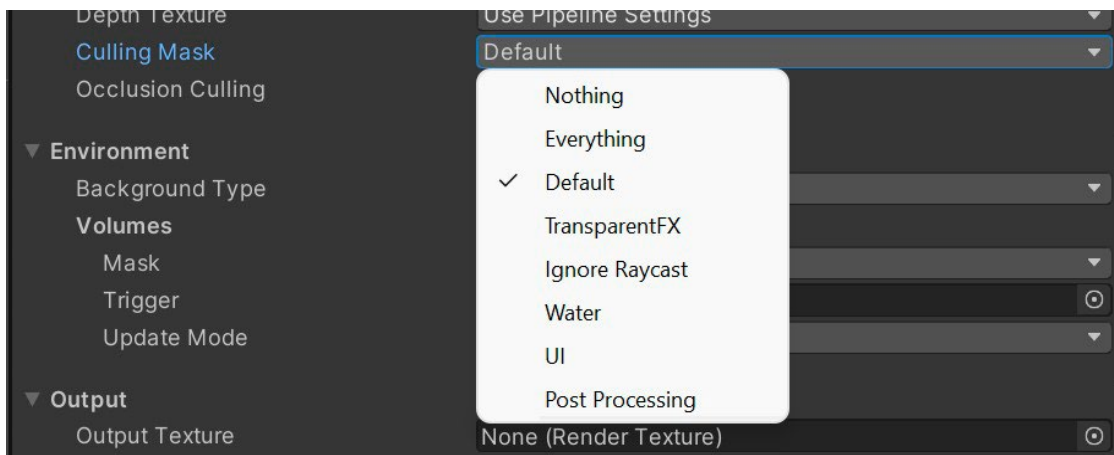 Depth Texture Use Pipeline Settings
Culling Mask Default
Occlusion Culling
Nothing
Everything
Environment
Background Type
Default
Volumes
TransparentFX
Mask
Ignore Raycast
Trigger
Water
Update Mode
UI
Output
Post Processing
Output Texture None (Render Texture)